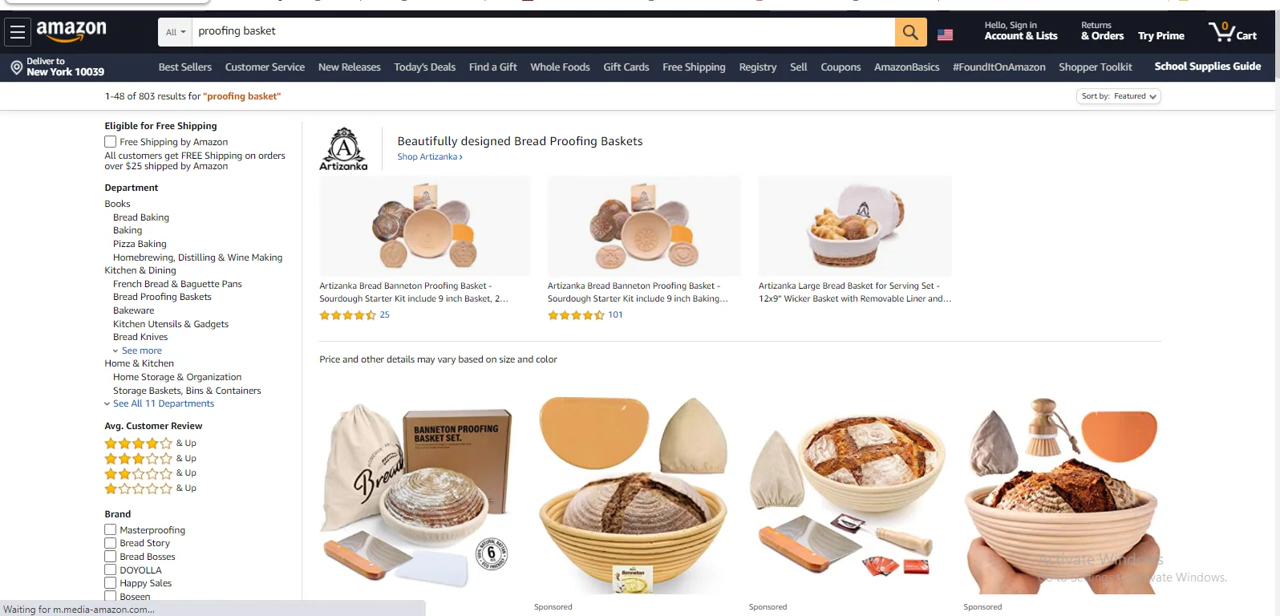 amazon
All
proofing basket
Hello, Sign in
Account & Lists
Returns
& Orders
Try Prime
0
Cart
Deliver to
New York 10039
Best Sellers Customer Service New Releases Today's Deals Find a Gift Whole Foods Gift Cards Free Shipping Registry Sell Coupons AmazonBasics #FoundItOnAmazon Shopper Toolkit School Supplies Guide
1-48 of 803 results for "proofing basket"
Sort by: Featured
Eligible for Free Shipping
Free Shipping by Amazon
All customers get FREE Shipping on orders
over $25 shipped by Amazon
Department
Books
Bread Baking
Baking
Pizza Baking
Homebrewing, Distilling & Wine Making
Kitchen & Dining
French Bread & Baguette Pans
Bread Proofing Baskets
Bakeware
Kitchen Utensils & Gadgets
Bread Knives
See more
Home & Kitchen
Home Storage & Organization
Storage Baskets, Bins & Containers
See All 11 Departments
Avg. Customer Review
& Up
& Up
& Up
& Up
Brand
Masterproofing
Bread Story
Bread Bosses
DOYOLLA
Happy Sales
Boseen
A
Artizanka
Beautifully designed Bread Proofing Baskets
Shop Artizanka ›
Artizanka Bread Banneton Proofing Basket -
Sourdough Starter Kit include 9 inch Basket, 2...
25
Artizanka Bread Banneton Proofing Basket -
Sourdough Starter Kit include 9 inch Baking...
101
Artizanka Large Bread Basket for Serving Set -
12x9" Wicker Basket with Removable Liner and...
Price and other details may vary based on size and color
Bread
BANNETON PROOFING
BASKET SET.
6
Banneton
Sponsored
Sponsored
Sponsored
Activate Windows
Go to Settings to activate Windows.
Waiting for m.media-amazon.com...